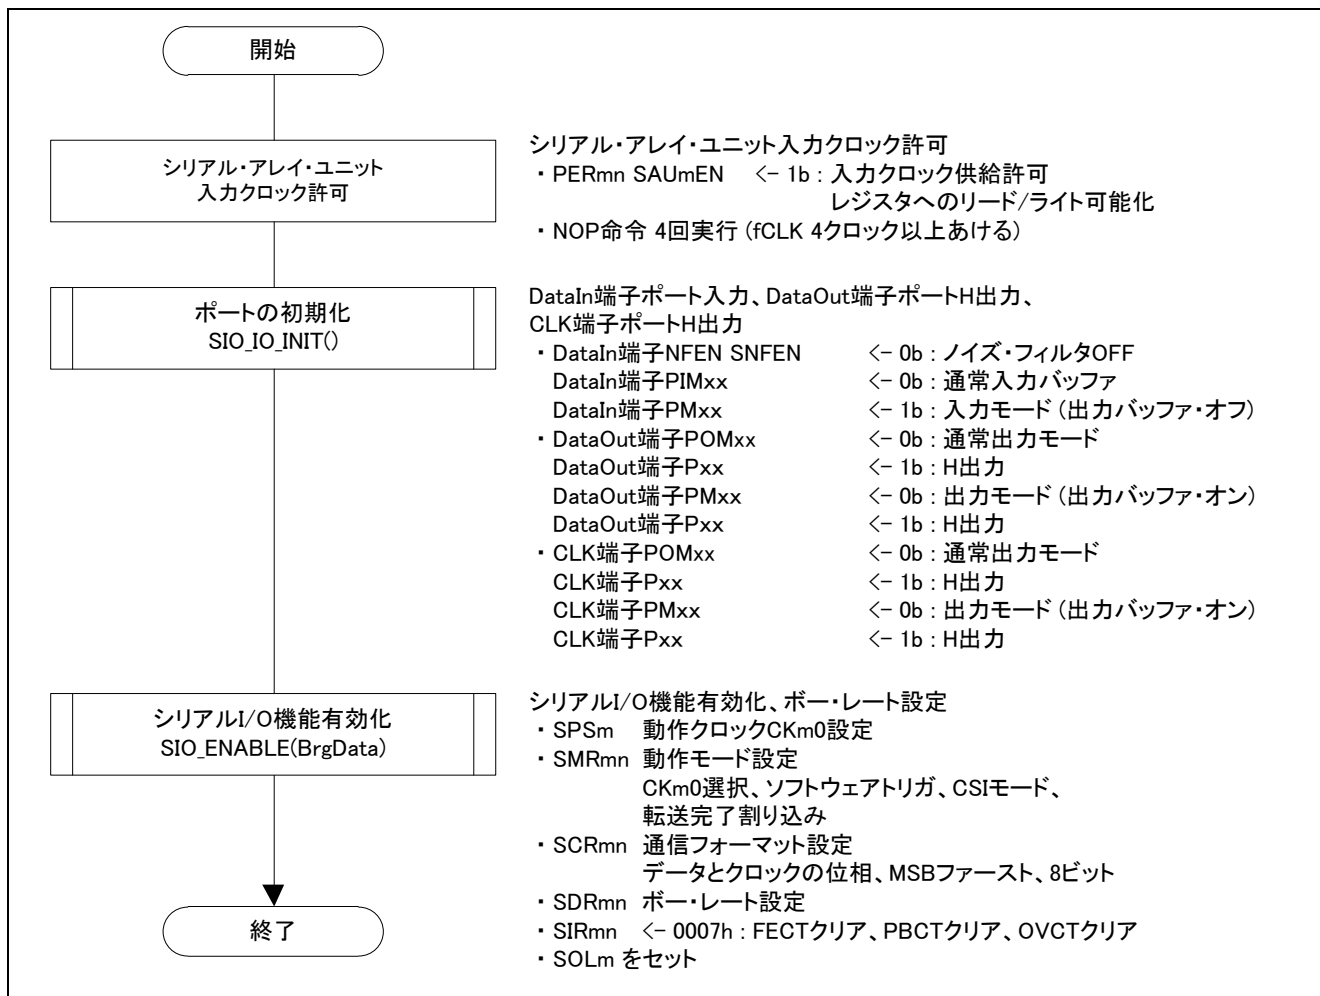 開始
シリアル・アレイ・ユニット
入力クロック許可
シリアル・アレイ・ユニット入力クロック許可
・PERmn SAUmEN <- 1b : 入力クロック供給許可
レジスタへのリード/ライト可能化
・NOP命令 4回実行 (fCLK 4クロック以上あける)
ポートの初期化
SIO_IO_INIT()
DataIn端子ポート入力、DataOut端子ポートH出力、
CLK端子ポートH出力
・DataIn端子NFEN SNFEN <- 0b : ノイズ・フィルタOFF
DataIn端子PIMxx <- 0b : 通常入力バッファ
DataIn端子PMxx <- 1b : 入力モード (出力バッファ・オフ)
・DataOut端子POMxx <- 0b : 通常出力モード
DataOut端子Pxx <- 1b : H出力
DataOut端子PMxx <- 0b : 出力モード (出力バッファ・オン)
DataOut端子Pxx <- 1b : H出力
・CLK端子POMxx <- 0b : 通常出力モード
CLK端子Pxx <- 1b : H出力
CLK端子PMxx <- 0b : 出力モード (出力バッファ・オン)
CLK端子Pxx <- 1b : H出力
シリアルI/O機能有効化
SIO_ENABLE(BrgData)
シリアルI/O機能有効化、ボー・レート設定
・SPSm 動作クロックCKm0設定
・SMRmn 動作モード設定
CKm0選択、ソフトウェアトリガ、CSIモード、
転送完了割り込み
・SCRmn 通信フォーマット設定
データとクロックの位相、MSBファースト、8ビット
・SDRmn ボー・レート設定
・SIRmn <- 0007h : FECTクリア、PBCTクリア、OVCTクリア
・SOLm をセット
終了